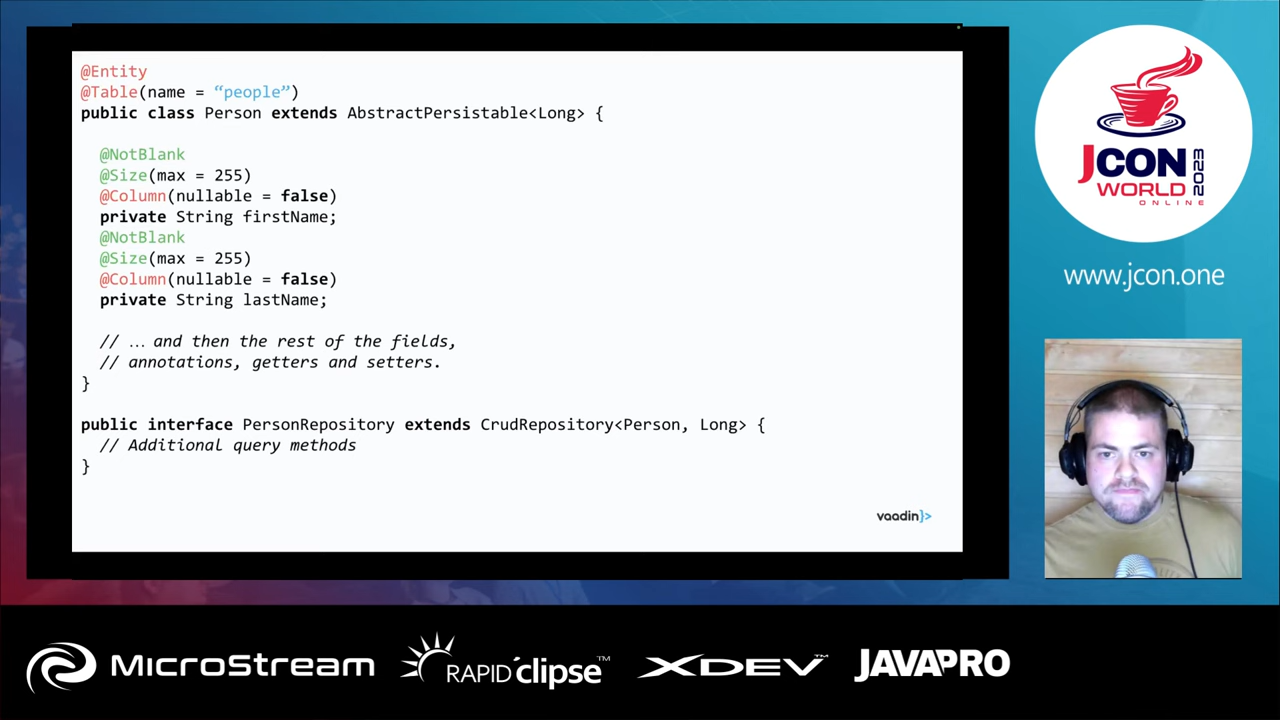 @Entity
@Table(name = “people”)
public class Person extends AbstractPersistable<Long> {
@NotBlank
@Size(max = 255)
@Column(nullable = false)
private String firstName;
@NotBlank
@Size(max = 255)
@Column(nullable = false)
private String lastName;
// … and then the rest of the fields,
// annotations, getters and setters.
}
public interface PersonRepository extends CrudRepository<Person, Long> {
// Additional query methods
}
vaadin}>
JCON
WORLD
ONLINE
2023
www.jcon.one
MicroStream
RAPID'clipse™
XDEV™
JAVAPRO